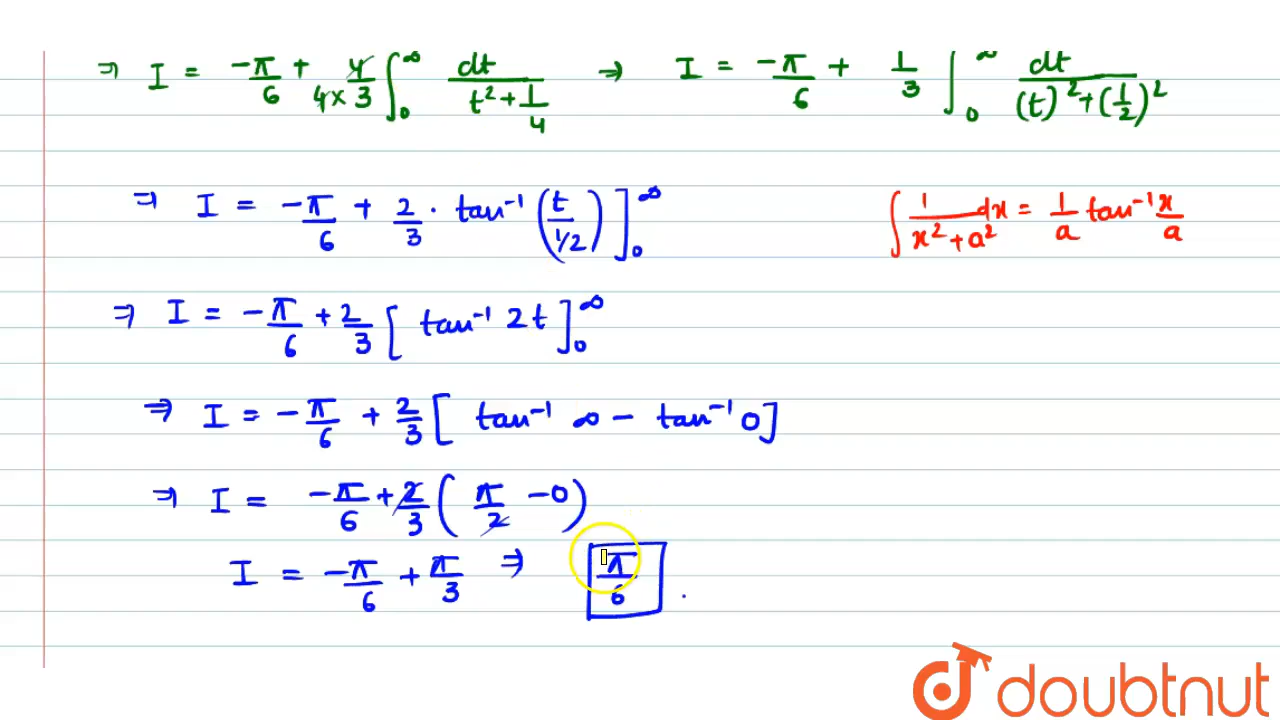 ⇒ I = -π/6 + 4/(4×3) ∫₀^∞ dt/(t² + 1/4) ⇒ I = -π/6 + 1/3 ∫₀^∞ dt/((t)² + (1/2)²)
⇒ I = -π/6 + 2/3 · tan⁻¹ (t/(1/2)) ]₀^∞
∫ 1/(x² + a²) dx = 1/a tan⁻¹ x/a
⇒ I = -π/6 + 2/3 [ tan⁻¹ 2t ]₀^∞
⇒ I = -π/6 + 2/3 [ tan⁻¹ ∞ - tan⁻¹ 0 ]
⇒ I = -π/6 + 2/3 ( π/2 - 0 )
I = -π/6 + π/3 ⇒ π/6 .
doubtnut